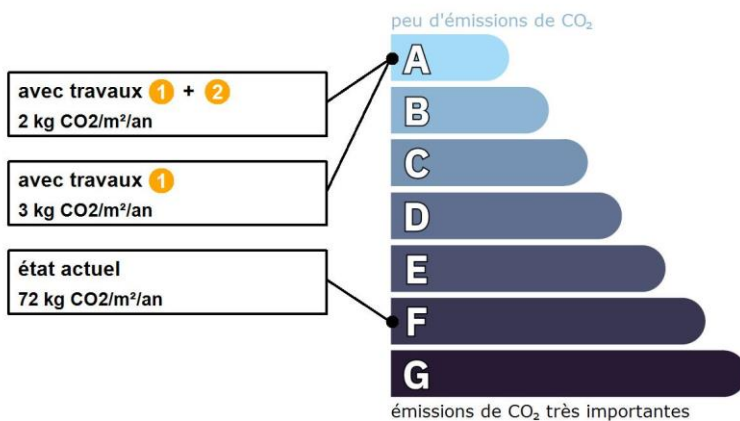 peu d'émissions de CO₂
A
avec travaux 1 + 2
2 kg CO2/m²/an
B
C
avec travaux 1
3 kg CO2/m²/an
D
E
état actuel
72 kg CO2/m²/an
F
G
émissions de CO₂ très importantes